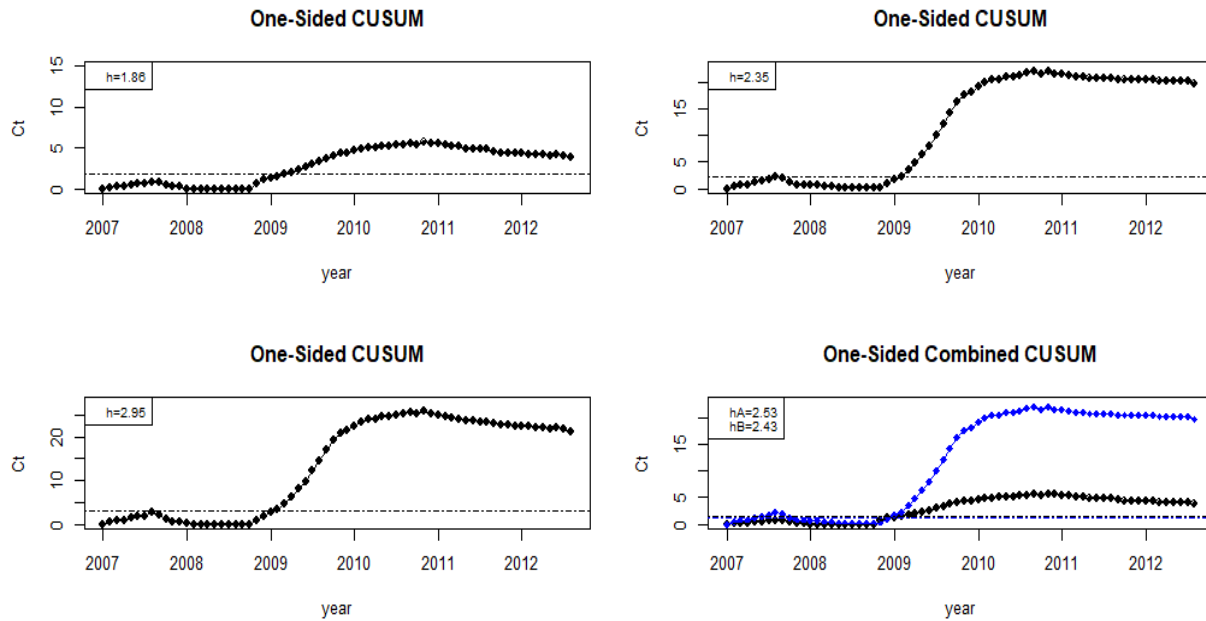 One-Sided CUSUM
h=1.86
Ct
15
10
5
0
2007 2008 2009 2010 2011 2012
year
One-Sided CUSUM
h=2.35
Ct
15
5
0
2007 2008 2009 2010 2011 2012
year
One-Sided CUSUM
h=2.95
Ct
20
10
0
2007 2008 2009 2010 2011 2012
year
One-Sided Combined CUSUM
hA=2.53
hB=2.43
Ct
15
5
0
2007 2008 2009 2010 2011 2012
year